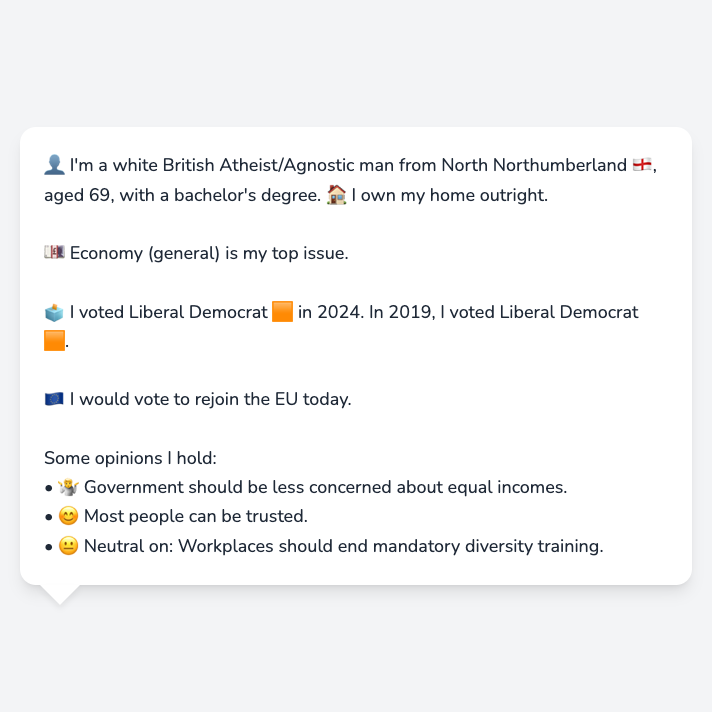 👤 I'm a white British Atheist/Agnostic man from North Northumberland 🏴󠁧󠁢󠁥󠁮󠁧󠁿,
aged 69, with a bachelor's degree. 🏠 I own my home outright.
💷 Economy (general) is my top issue.
🗳️ I voted Liberal Democrat 🟧 in 2024. In 2019, I voted Liberal Democrat
🟧.
🇪🇺 I would vote to rejoin the EU today.
Some opinions I hold:
• 🤷 Government should be less concerned about equal incomes.
• 😊 Most people can be trusted.
• 😐 Neutral on: Workplaces should end mandatory diversity training.